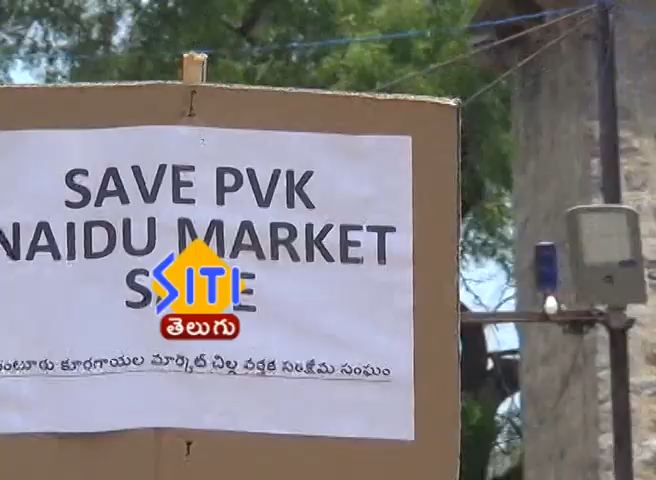 SAVE PVK
NAIDU MARKET
SITI
తెలుగు
కూరగాయల మార్కెట్ చిల్లర వర్తక సంక్షేమ సంఘం